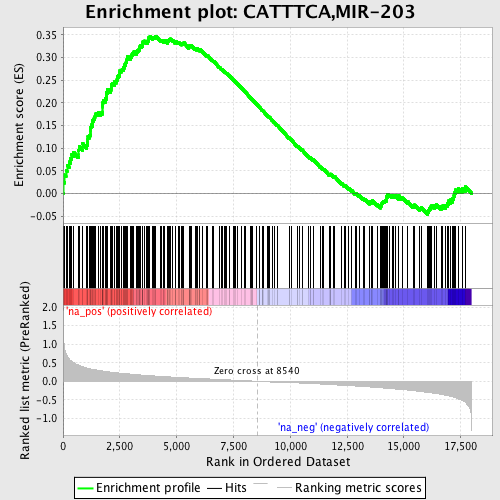 Enrichment plot: CATTTCA,MIR-203
Enrichment score (ES)
0.35
0.30
0.25
0.20
0.15
0.10
0.05
0.00
-0.05
'na_pos' (positively correlated)
Ranked list metric (PreRanked)
2.0
1.5
1.0
0.5
0.0
-0.5
-1.0
Zero cross at 8540
'na_neg' (negatively correlated)
0 2,500 5,000 7,500 10,000 12,500 15,000 17,500
Rank in Ordered Dataset
Enrichment profile Hits Ranking metric scores